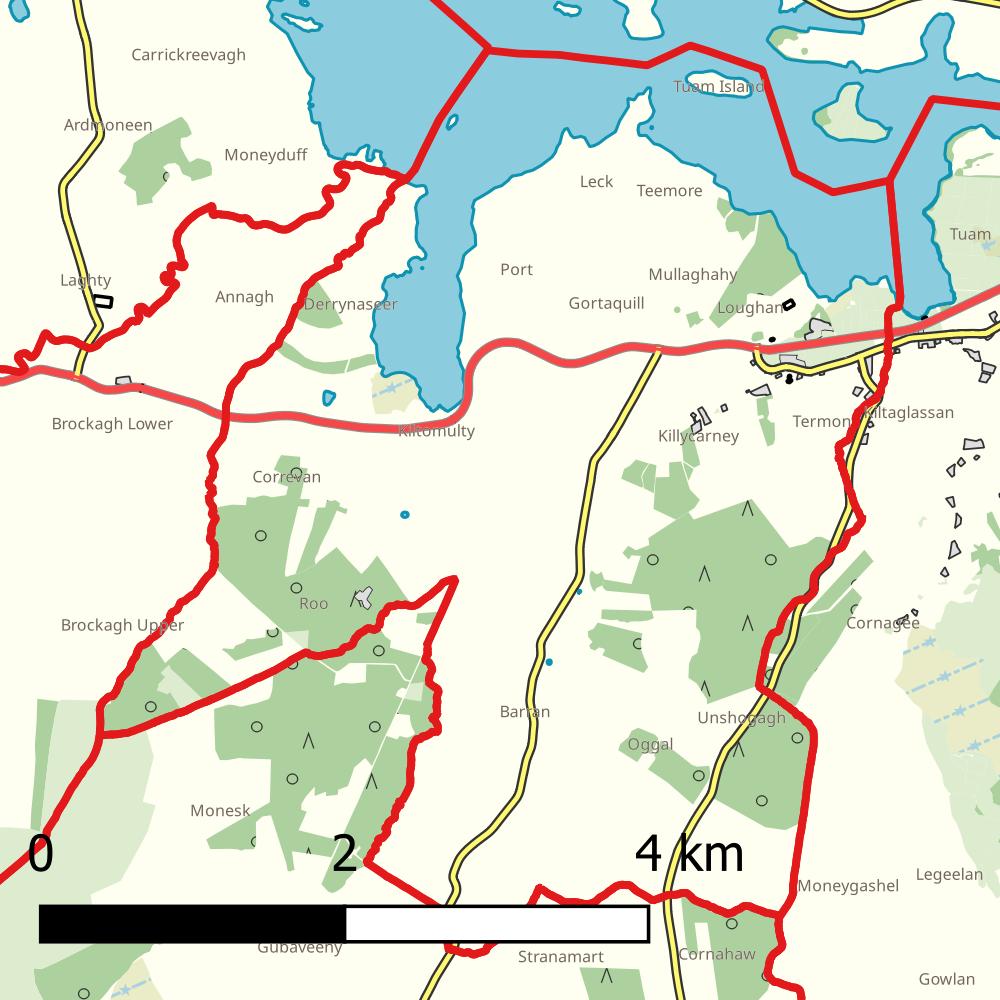 Carrickreevagh
Tuam Island
Ardmoneen
Moneyduff
Leck
Teemore
Tuam
Port
Mullaghahy
Laghty
Annagh
Derrynaseer
Gortaquill
Loughan
Brockagh Lower
Kiltomulty
Killycarney
Termon
Kiltaglassan
Correvan
Roo
Brockagh Upper
Cornagee
Barran
Unshogagh
Oggal
Monesk
0 2 4 km
Legeelan
Moneygashel
Gubaveeny
Stranamart
Cornahaw
Gowlan